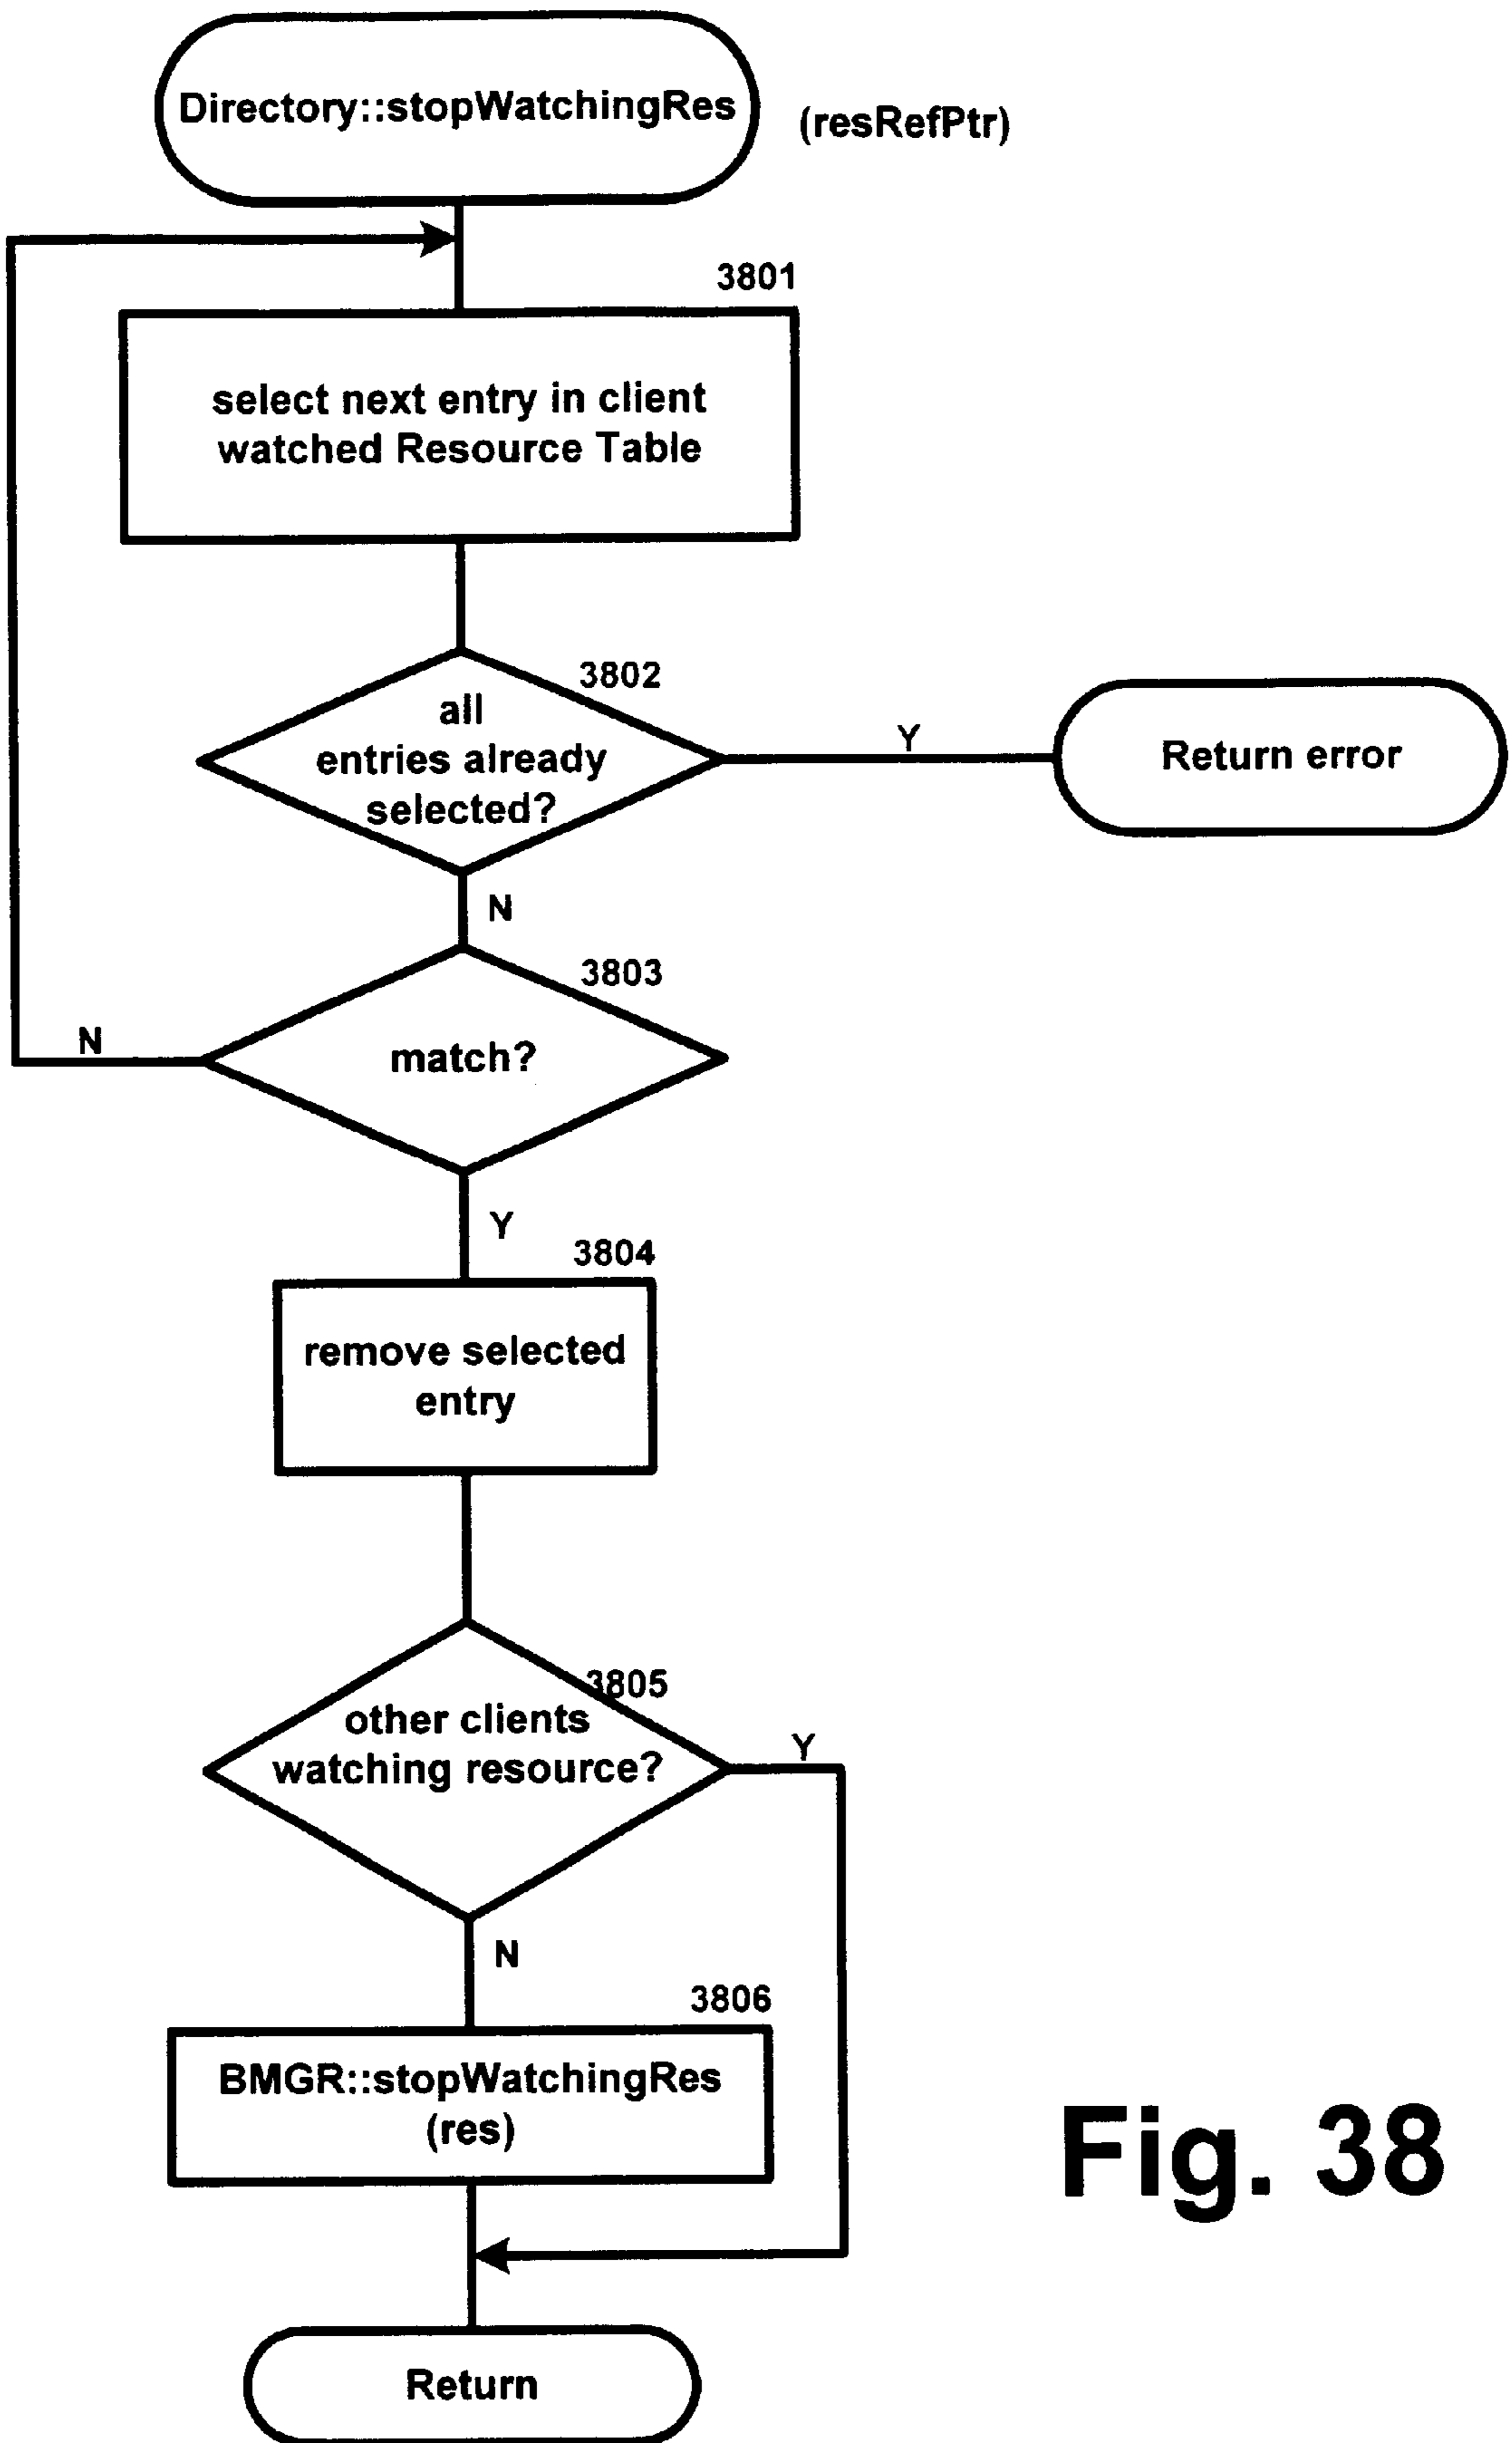 Directory::stopWatchingRes
(resRefPtr)
3801
select next entry in client
watched Resource Table
3802
all
entries already
selected?
Y
Return error
N
3803
match?
N
Y
3804
remove selected
entry
3805
other clients
watching resource?
Y
N
3806
BMGR::stopWatchingRes
(res)
Return
Fig. 38